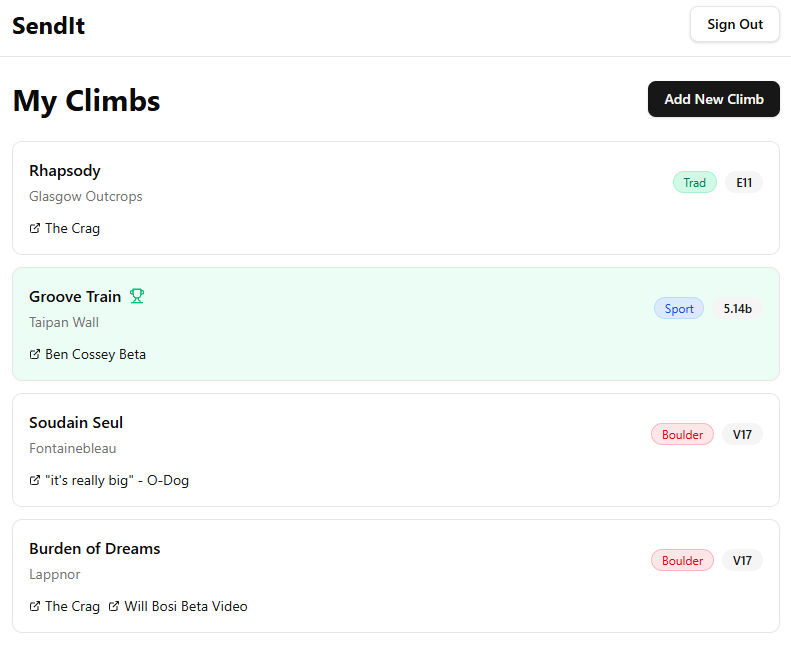 SendIt
Sign Out
My Climbs
Add New Climb
Rhapsody
Glasgow Outcrops
Trad
E11
The Crag
Groove Train
Taipan Wall
Sport
5.14b
Ben Cossey Beta
Soudain Seul
Fontainebleau
Boulder
V17
"it's really big" - O-Dog
Burden of Dreams
Lappnor
Boulder
V17
The Crag Will Bosi Beta Video